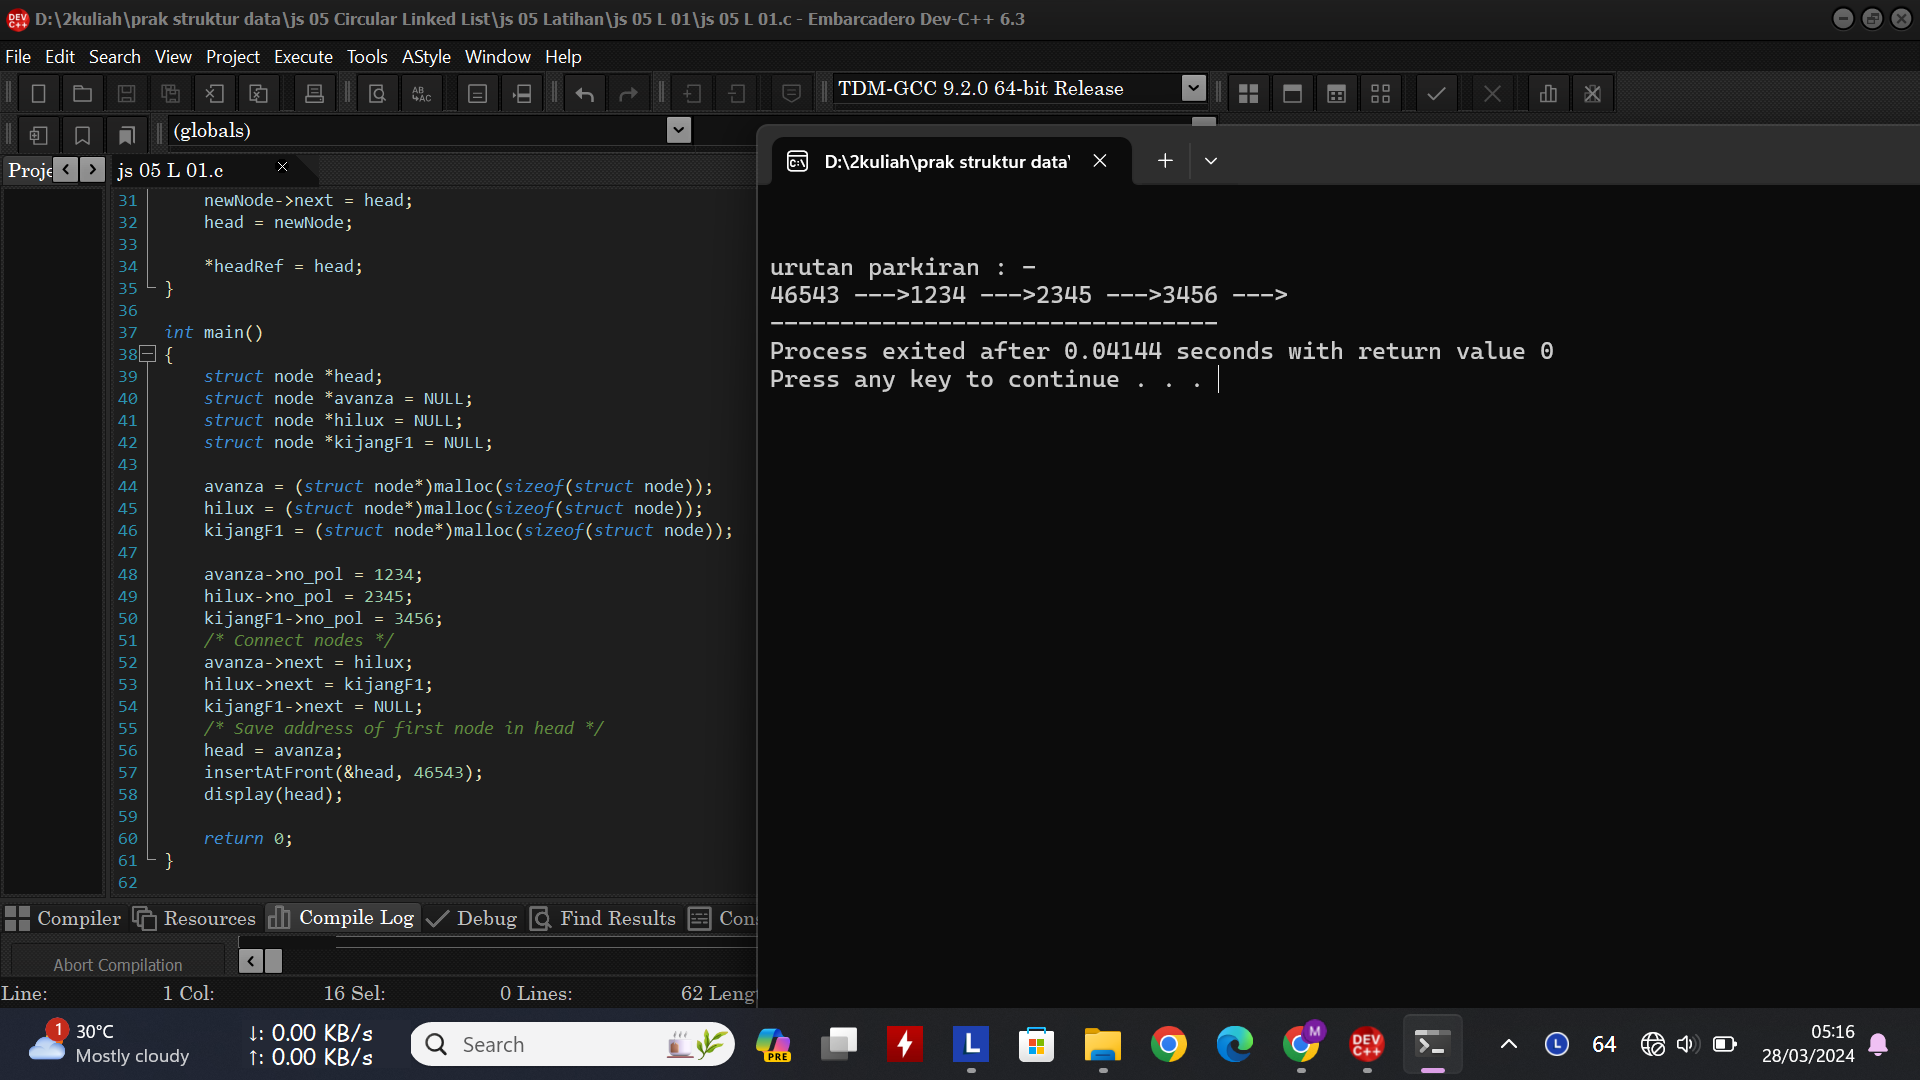 D:\2kuliah\prak struktur data\js 05 Circular Linked List\js 05 Latihan\js 05 L 01\js 05 L 01.c - Embarcadero Dev-C++ 6.3
File Edit Search View Project Execute Tools AStyle Window Help
TDM-GCC 9.2.0 64-bit Release
(globals)
Proje
js 05 L 01.c
31 newNode->next = head;
32 head = newNode;
33
34 *headRef = head;
35 }
36
37 int main()
38 {
39 struct node *head;
40 struct node *avanza = NULL;
41 struct node *hilux = NULL;
42 struct node *kijangF1 = NULL;
43
44 avanza = (struct node*)malloc(sizeof(struct node));
45 hilux = (struct node*)malloc(sizeof(struct node));
46 kijangF1 = (struct node*)malloc(sizeof(struct node));
47
48 avanza->no_pol = 1234;
49 hilux->no_pol = 2345;
50 kijangF1->no_pol = 3456;
51 /* Connect nodes */
52 avanza->next = hilux;
53 hilux->next = kijangF1;
54 kijangF1->next = NULL;
55 /* Save address of first node in head */
56 head = avanza;
57 insertAtFront(&head, 46543);
58 display(head);
59
60 return 0;
61 }
62
D:\2kuliah\prak struktur data'
urutan parkiran : -
46543 --->1234 --->2345 --->3456 --->
--------------------------------
Process exited after 0.04144 seconds with return value 0
Press any key to continue . . .
Compiler Resources Compile Log Debug Find Results Con
Abort Compilation
Line: 1 Col: 16 Sel: 0 Lines: 62 Leng
1
30°C
Mostly cloudy
↓: 0.00 KB/s
↑: 0.00 KB/s
Search
PRE
L
M
DEV C++
L
64
05:16
28/03/2024